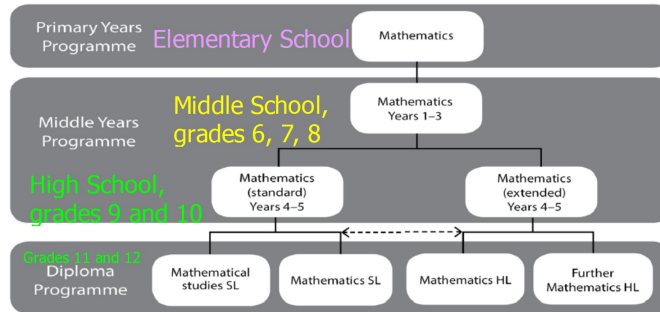 Primary Years
Programme
Elementary School
Mathematics
Middle Years
Programme
Middle School,
grades 6, 7, 8
Mathematics
Years 1–3
High School,
grades 9 and 10
Mathematics
(standard)
Years 4–5
Mathematics
(extended)
Years 4–5
Grades 11 and 12
Diploma
Programme
Mathematical
studies SL
Mathematics SL
Mathematics HL
Further
Mathematics HL